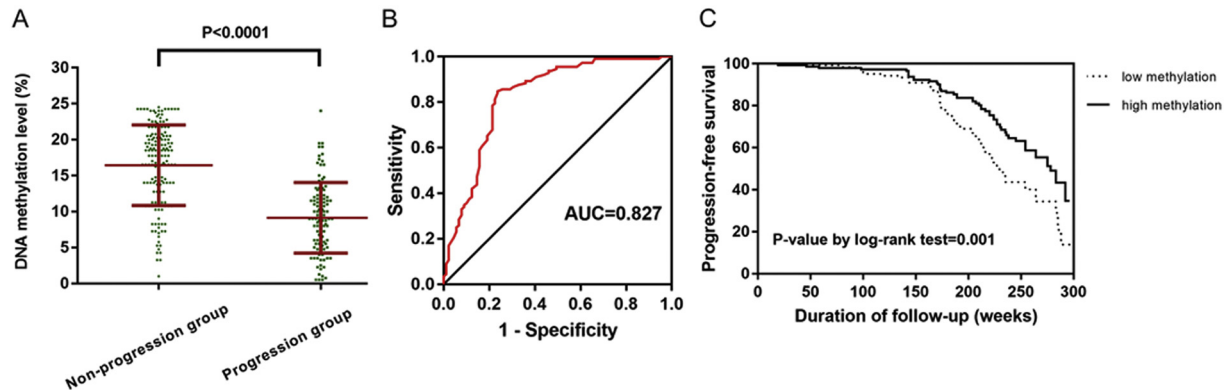 A
P<0.0001
DNA methylation level (%)
30
25
20
15
10
5
0
Non-progression group
Progression group
B
Sensitivity
1.0
0.8
0.6
0.4
0.2
0.0
AUC=0.827
0.0 0.2 0.4 0.6 0.8 1.0
1 - Specificity
C
Progression-free survival
100
80
60
40
20
0
P-value by log-rank test=0.001
0 50 100 150 200 250 300
Duration of follow-up (weeks)
low methylation
high methylation